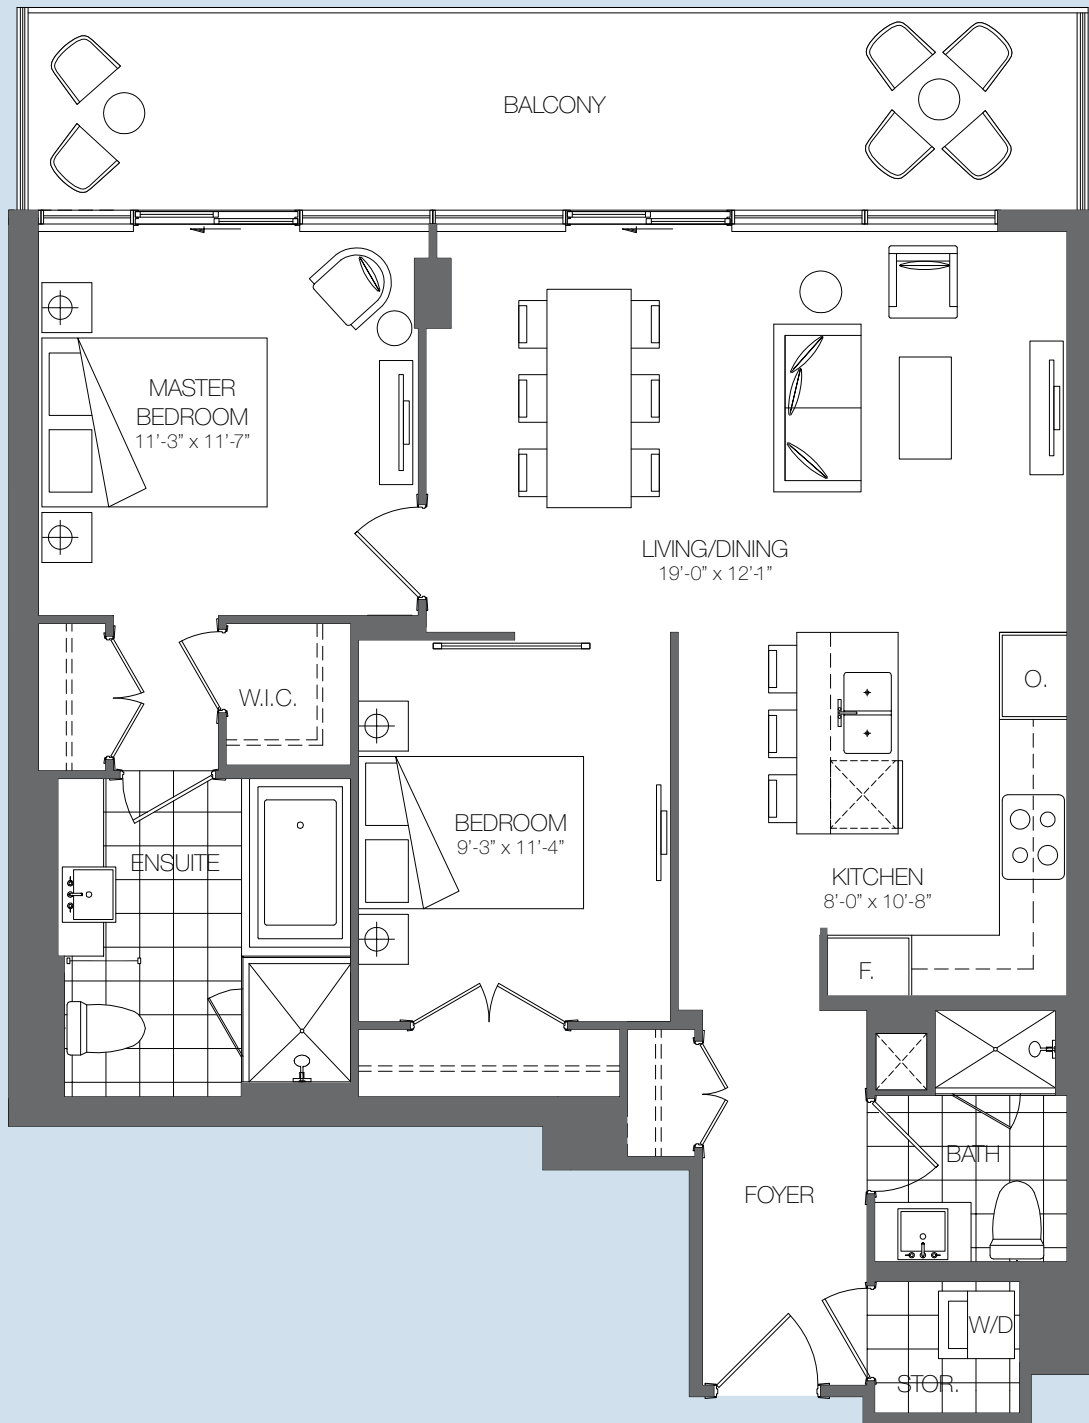 BALCONY
MASTER
BEDROOM
11'-3" x 11'-7"
LIVING/DINING
19'-0" x 12'-1"
W.I.C.
O.
BEDROOM
9'-3" x 11'-4"
ENSUITE
KITCHEN
8'-0" x 10'-8"
F.
BATH
FOYER
W/D
STOR.